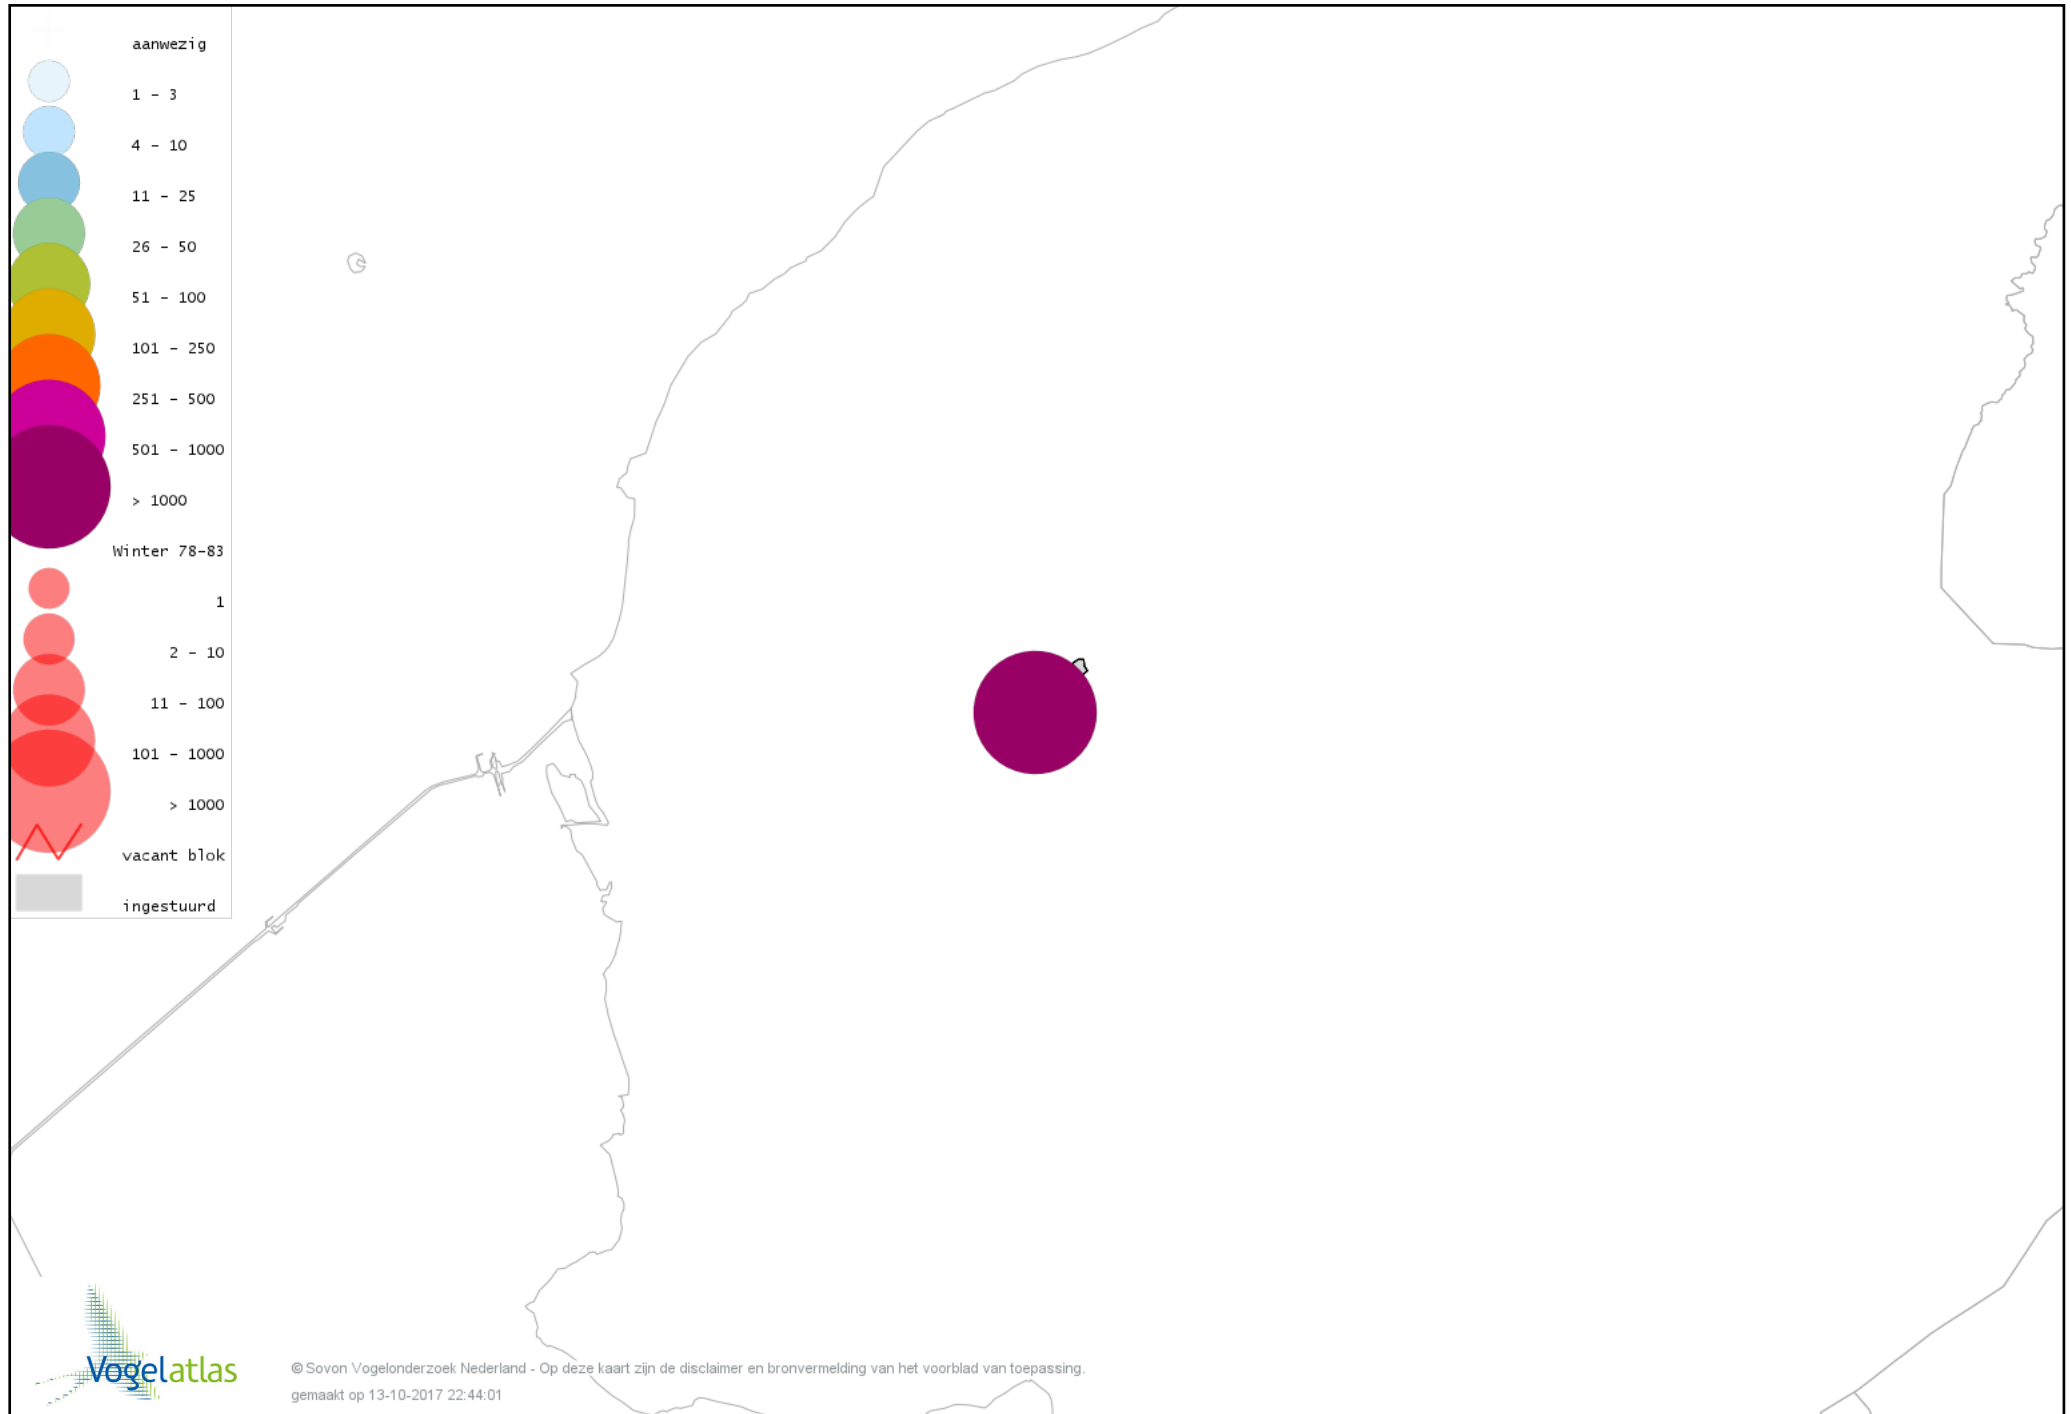 aanwezig
1 - 3
4 - 10
11 - 25
26 - 50
51 - 100
101 - 250
251 - 500
501 - 1000
> 1000
Winter 78-83
1
2 - 10
11 - 100
101 - 1000
> 1000
vacant blok
ingestuurd
Vogelatlas
© Sovon Vogelonderzoek Nederland - Op deze kaart zijn de disclaimer en bronvermelding van het voorblad van toepassing.
gemaakt op 13-10-2017 22:44:01